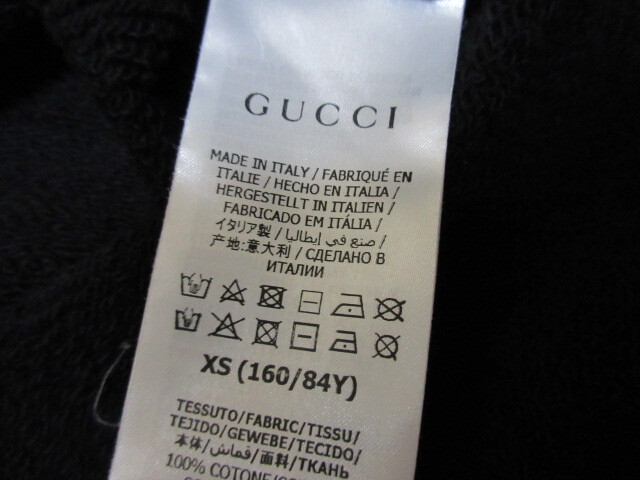 GUCCI
MADE IN ITALY / FABRIQUÉ EN
ITALIE / HECHO EN ITALIA /
HERGESTELLT IN ITALIEN /
FABRICADO EM ITÁLIA /
イタリア製 / صنع في إيطاليا /
产地:意大利 / СДЕЛАНО В
ИТАЛИИ
XS (160/84Y)
TESSUTO/FABRIC/TISSU/
TEJIDO/GEWEBE/TECIDO/
本体/قماش/面料/ТКАНЬ
100% COTONE/